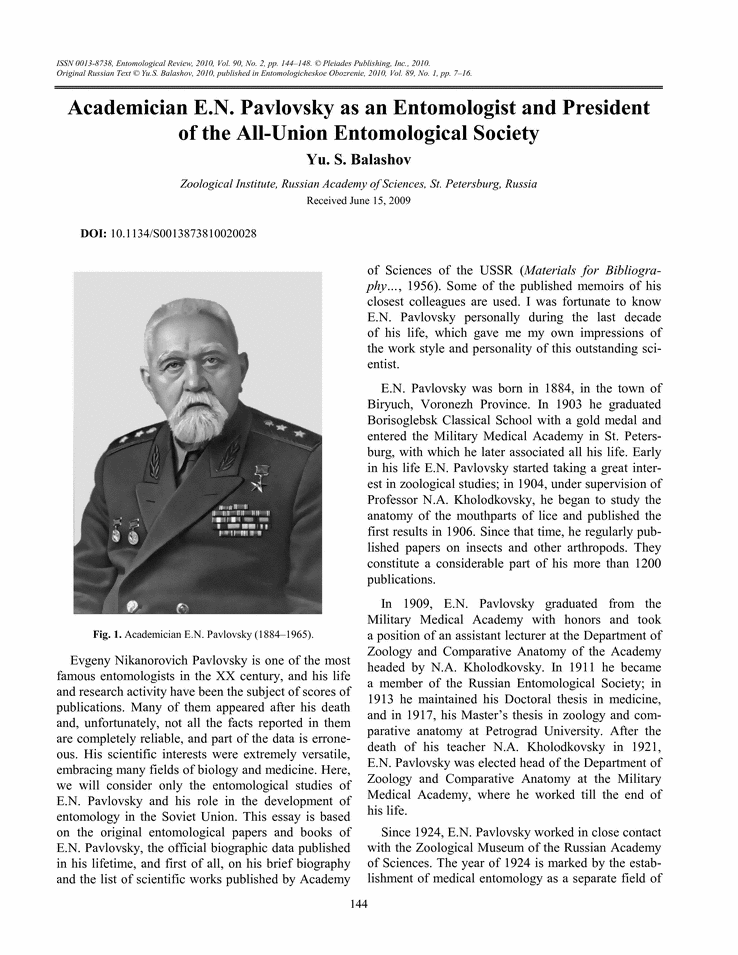 ISSN 0013-8738, Entomological Review, 2010, Vol. 90, No. 2, pp. 144–148. © Pleiades Publishing, Inc., 2010.
Original Russian Text © Yu.S. Balashov, 2010, published in Entomologicheskoe Obozrenie, 2010, Vol. 89, No. 1, pp. 7–16.
Academician E.N. Pavlovsky as an Entomologist and President
of the All-Union Entomological Society
Yu. S. Balashov
Zoological Institute, Russian Academy of Sciences, St. Petersburg, Russia
Received June 15, 2009
DOI: 10.1134/S0013873810020028
Fig. 1. Academician E.N. Pavlovsky (1884–1965).
Evgeny Nikanorovich Pavlovsky is one of the most
famous entomologists in the XX century, and his life
and research activity have been the subject of scores of
publications. Many of them appeared after his death
and, unfortunately, not all the facts reported in them
are completely reliable, and part of the data is errone-
ous. His scientific interests were extremely versatile,
embracing many fields of biology and medicine. Here,
we will consider only the entomological studies of
E.N. Pavlovsky and his role in the development of
entomology in the Soviet Union. This essay is based
on the original entomological papers and books of
E.N. Pavlovsky, the official biographic data published
in his lifetime, and first of all, on his brief biography
and the list of scientific works published by Academy
of Sciences of the USSR (Materials for Bibliogra-
phy…, 1956). Some of the published memoirs of his
closest colleagues are used. I was fortunate to know
E.N. Pavlovsky personally during the last decade
of his life, which gave me my own impressions of
the work style and personality of this outstanding sci-
entist.
E.N. Pavlovsky was born in 1884, in the town of
Biryuch, Voronezh Province. In 1903 he graduated
Borisoglebsk Classical School with a gold medal and
entered the Military Medical Academy in St. Peters-
burg, with which he later associated all his life. Early
in his life E.N. Pavlovsky started taking a great inter-
est in zoological studies; in 1904, under supervision of
Professor N.A. Kholodkovsky, he began to study the
anatomy of the mouthparts of lice and published the
first results in 1906. Since that time, he regularly pub-
lished papers on insects and other arthropods. They
constitute a considerable part of his more than 1200
publications.
In 1909, E.N. Pavlovsky graduated from the
Military Medical Academy with honors and took
a position of an assistant lecturer at the Department of
Zoology and Comparative Anatomy of the Academy
headed by N.A. Kholodkovsky. In 1911 he became
a member of the Russian Entomological Society; in
1913 he maintained his Doctoral thesis in medicine,
and in 1917, his Master's thesis in zoology and com-
parative anatomy at Petrograd University. After the
death of his teacher N.A. Kholodkovsky in 1921,
E.N. Pavlovsky was elected head of the Department of
Zoology and Comparative Anatomy at the Military
Medical Academy, where he worked till the end of
his life.
Since 1924, E.N. Pavlovsky worked in close contact
with the Zoological Museum of the Russian Academy
of Sciences. The year of 1924 is marked by the estab-
lishment of medical entomology as a separate field of
144